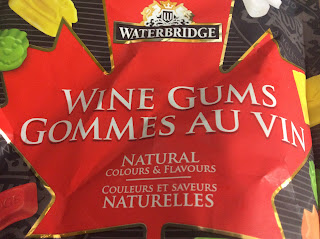 WATERBRIDGE
WINE GUMS
GOMMES AU VIN
NATURAL
COLOURS & FLAVOURS
COULEURS ET SAVEURS
NATURELLES